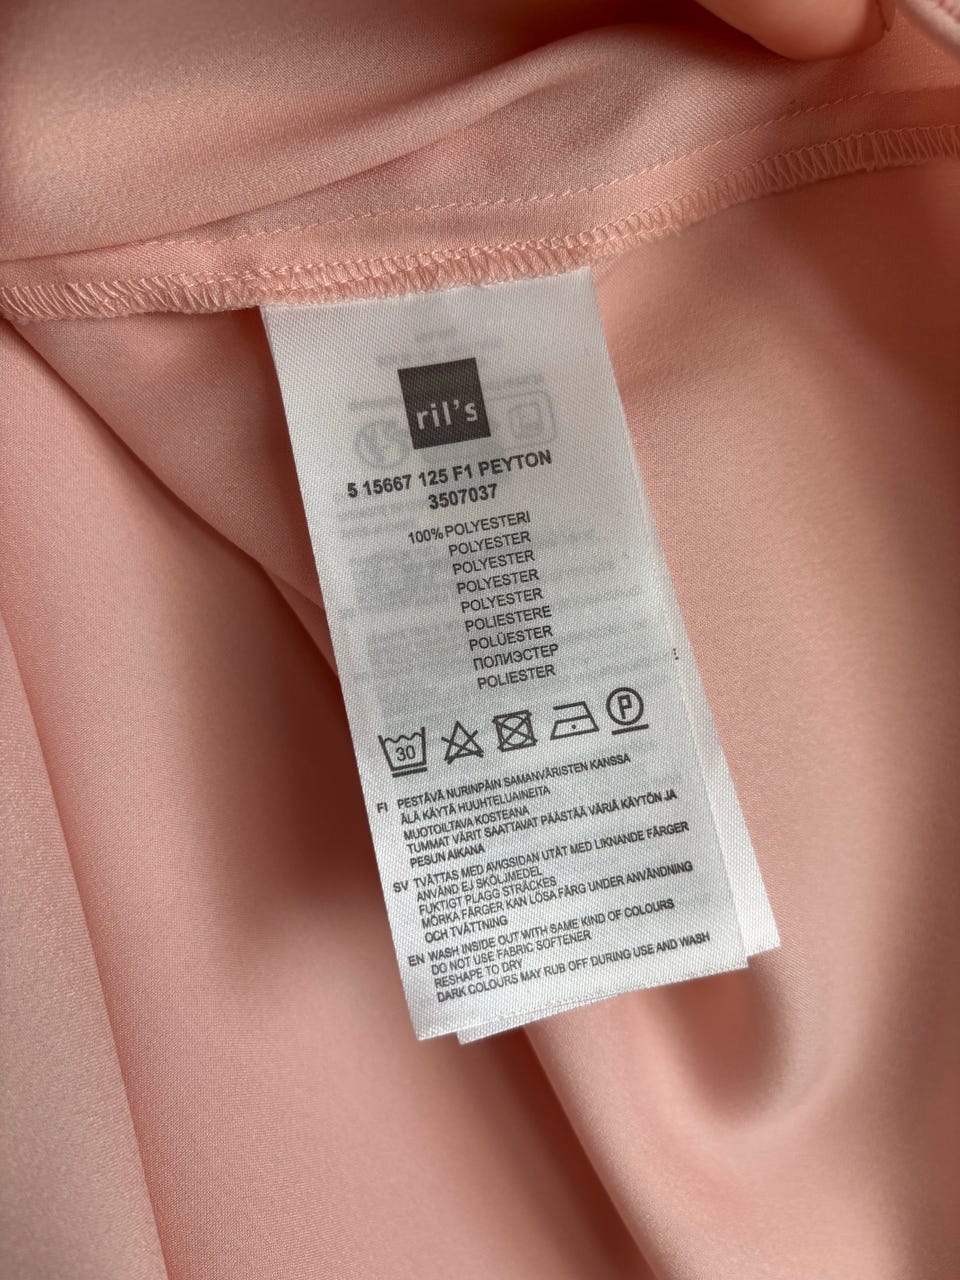 ril's
5 15667 125 F1 PEYTON
3507037
100% POLYESTERI
POLYESTER
POLYESTER
POLYESTER
POLYESTER
POLIESTERE
POLÜESTER
ПОЛИЭСТЕР
POLIESTER
30 P
FI PESTÄVÄ NURINPÄIN SAMANVÄRISTEN KANSSA
ÄLÄ KÄYTÄ HUUHTELUAINEITA
MUOTOILTAVA KOSTEANA
TUMMAT VÄRIT SAATTAVAT PÄÄSTÄÄ VÄRIÄ KÄYTÖN JA
PESUN AIKANA
SV TVÄTTAS MED AVIGSIDAN UTÅT MED LIKNANDE FÄRGER
ANVÄND EJ SKÖLJMEDEL
FUKTIGT PLAGG STRÄCKES
MÖRKA FÄRGER KAN LÖSA FÄRG UNDER ANVÄNDNING
OCH TVÄTTNING
EN WASH INSIDE OUT WITH SAME KIND OF COLOURS
DO NOT USE FABRIC SOFTENER
RESHAPE TO DRY
DARK COLOURS MAY RUB OFF DURING USE AND WASH